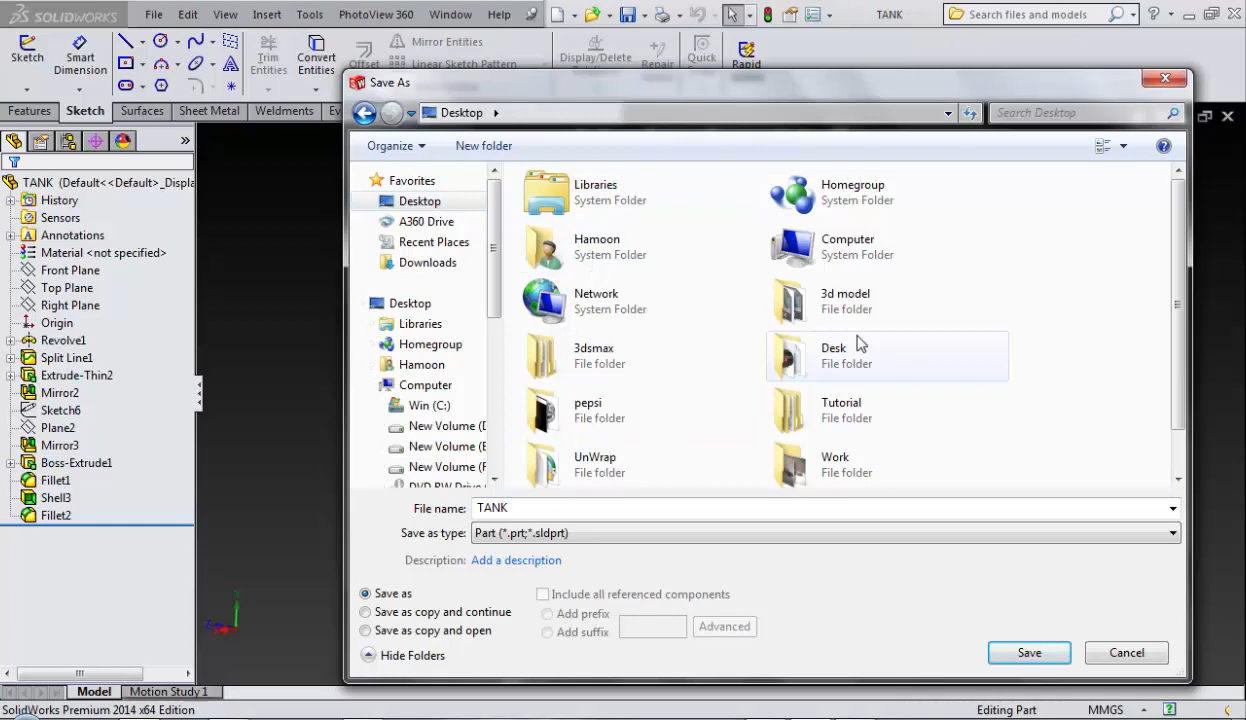 SOLIDWORKS File Edit View Insert Tools PhotoView 360 Window Help TANK Search files and models
Sketch Smart Dimension Trim Entities Convert Entities Offset Mirror Entities Linear Sketch Pattern Display/Delete Repair Quick Rapid
Features Sketch Surfaces Sheet Metal Weldments Ev
Save As
Desktop
Search Desktop
Organize New folder
TANK (Default<<Default>_Displa
History
Sensors
Annotations
Material <not specified>
Front Plane
Top Plane
Right Plane
Origin
Revolve1
Split Line1
Extrude-Thin2
Mirror2
Sketch6
Plane2
Mirror3
Boss-Extrude1
Fillet1
Shell3
Fillet2
Favorites
Desktop
A360 Drive
Recent Places
Downloads
Desktop
Libraries
Homegroup
Hamoon
Computer
Win (C:)
New Volume (D
New Volume (E
New Volume (F
DVD RW Drive
Libraries
System Folder
Homegroup
System Folder
Hamoon
System Folder
Computer
System Folder
Network
System Folder
3d model
File folder
3dsmax
File folder
Desk
File folder
pepsi
File folder
Tutorial
File folder
UnWrap
File folder
Work
File folder
File name: TANK
Save as type: Part (*.prt;*.sldprt)
Description: Add a description
Save as
Save as copy and continue
Save as copy and open
Include all referenced components
Add prefix
Add suffix Advanced
Hide Folders
Save Cancel
Model Motion Study 1
SolidWorks Premium 2014 x64 Edition Editing Part MMGS